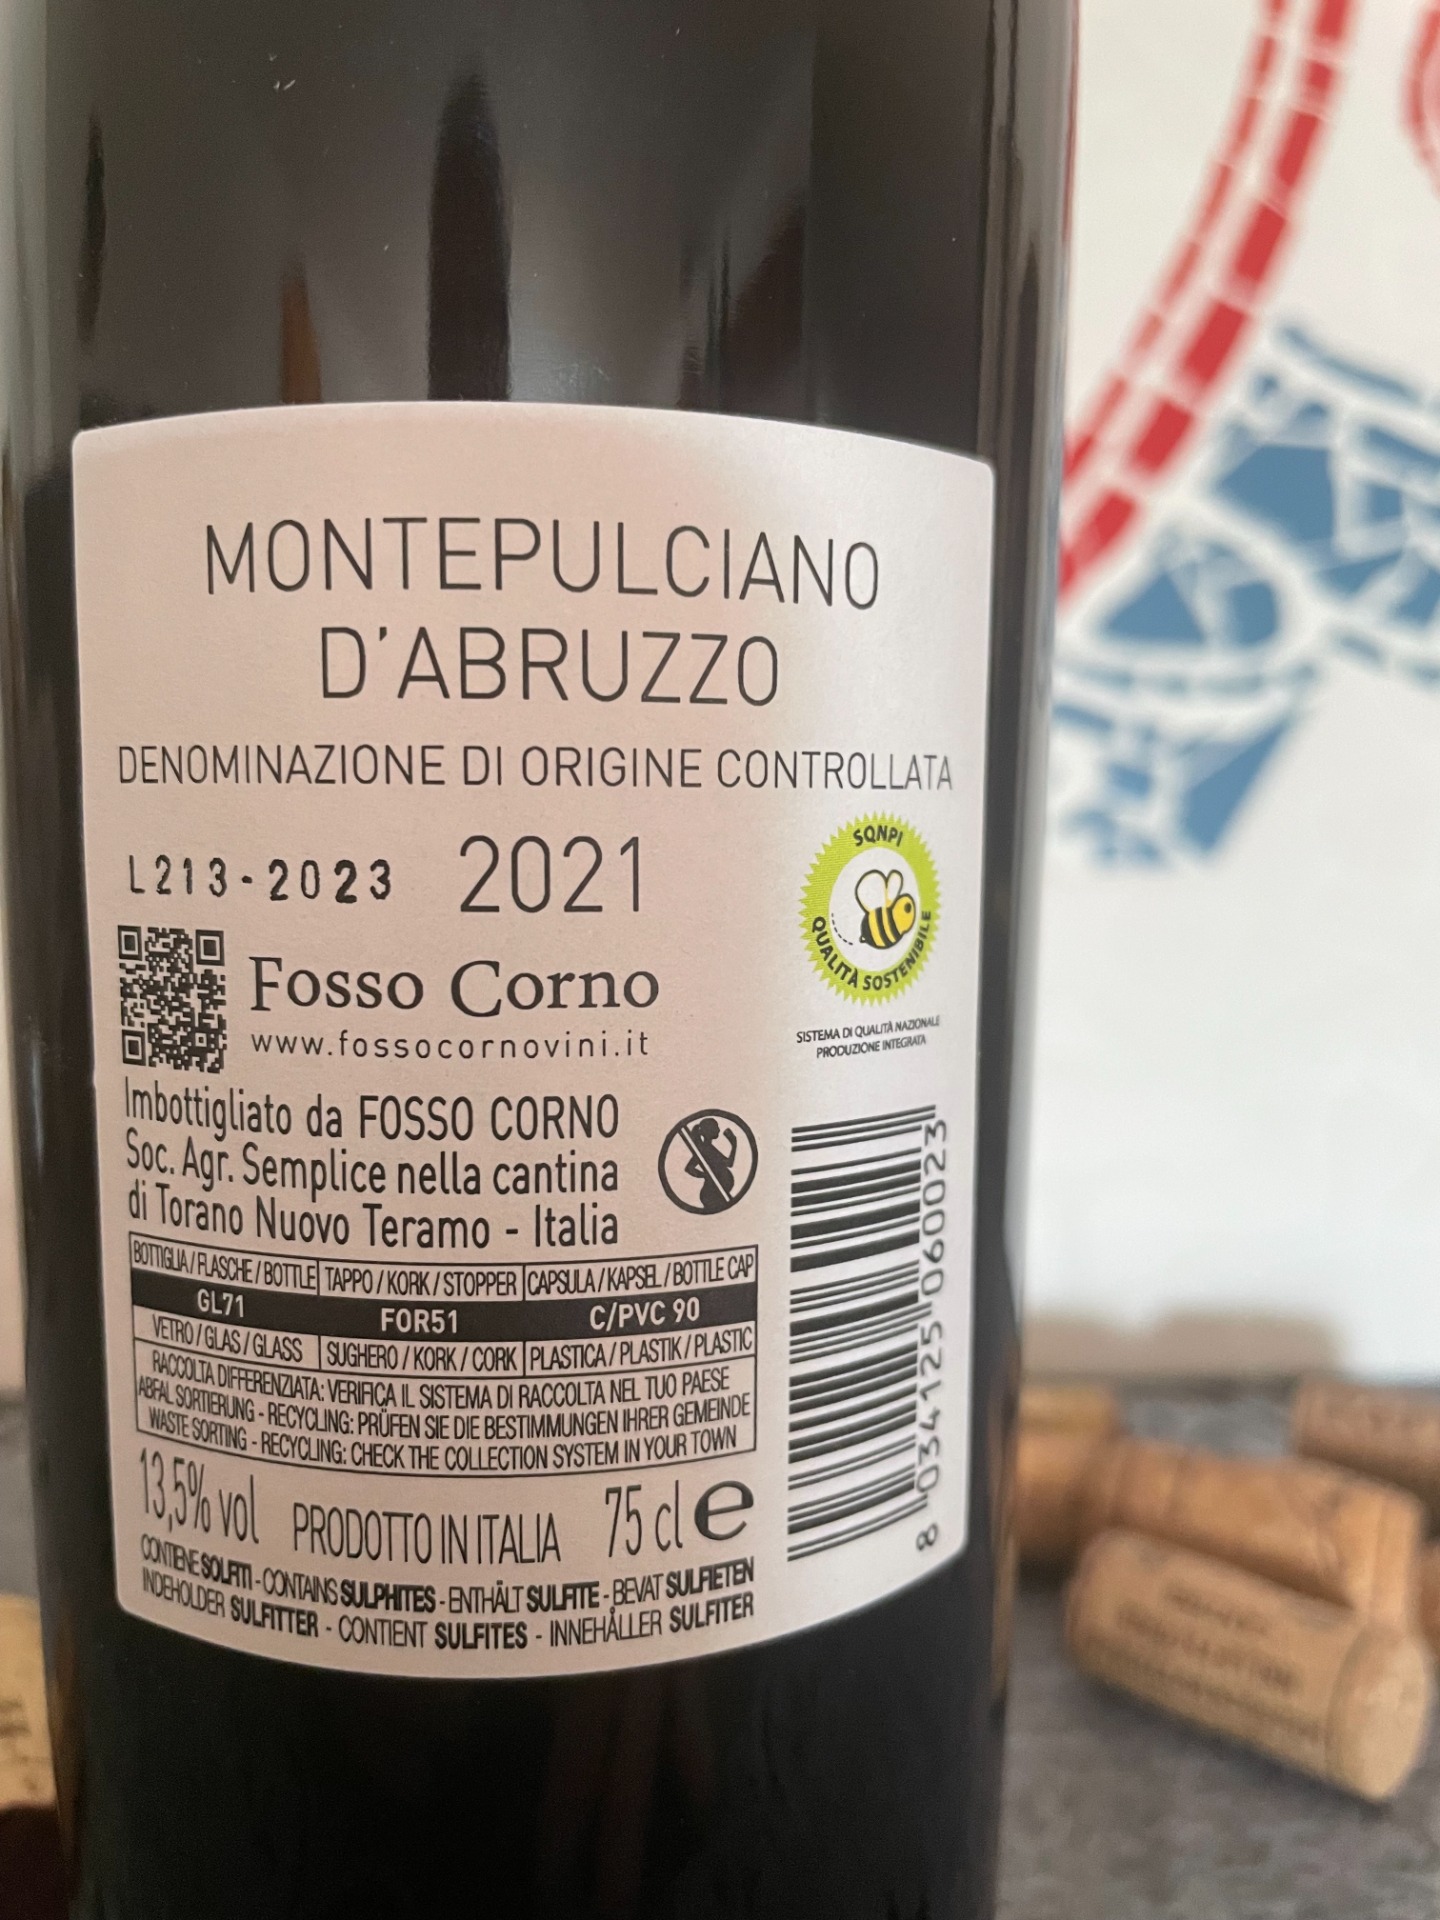 MONTEPULCIANO
D'ABRUZZO
DENOMINAZIONE DI ORIGINE CONTROLLATA
L213-2023 2021
SQNPI
QUALITÀ SOSTENIBILE
SISTEMA DI QUALITÀ NAZIONALE
PRODUZIONE INTEGRATA
Fosso Corno
www.fossocornovini.it
Imbottigliato da FOSSO CORNO
Soc. Agr. Semplice nella cantina
di Torano Nuovo Teramo - Italia
BOTTIGLIA/FLASCHE/BOTTLE TAPPO/KORK/STOPPER CAPSULA/KAPSEL/BOTTLE CAP
GL71 FOR51 C/PVC 90
VETRO/GLAS/GLASS SUGHERO/KORK/CORK PLASTICA/PLASTIK/PLASTIC
RACCOLTA DIFFERENZIATA: VERIFICA IL SISTEMA DI RACCOLTA NEL TUO PAESE
ABFAL SORTIERUNG - RECYCLING: PRÜFEN SIE DIE BESTIMMUNGEN IHRER GEMEINDE
WASTE SORTING - RECYCLING: CHECK THE COLLECTION SYSTEM IN YOUR TOWN
13,5% vol PRODOTTO IN ITALIA 75 cl e
CONTIENE SOLFITI - CONTAINS SULPHITES - ENTHÄLT SULFITE - BEVAT SULFIETEN
INDEHOLDER SULFITTER - CONTIENT SULFITES - INNEHÅLLER SULFITER
8 034125 060023